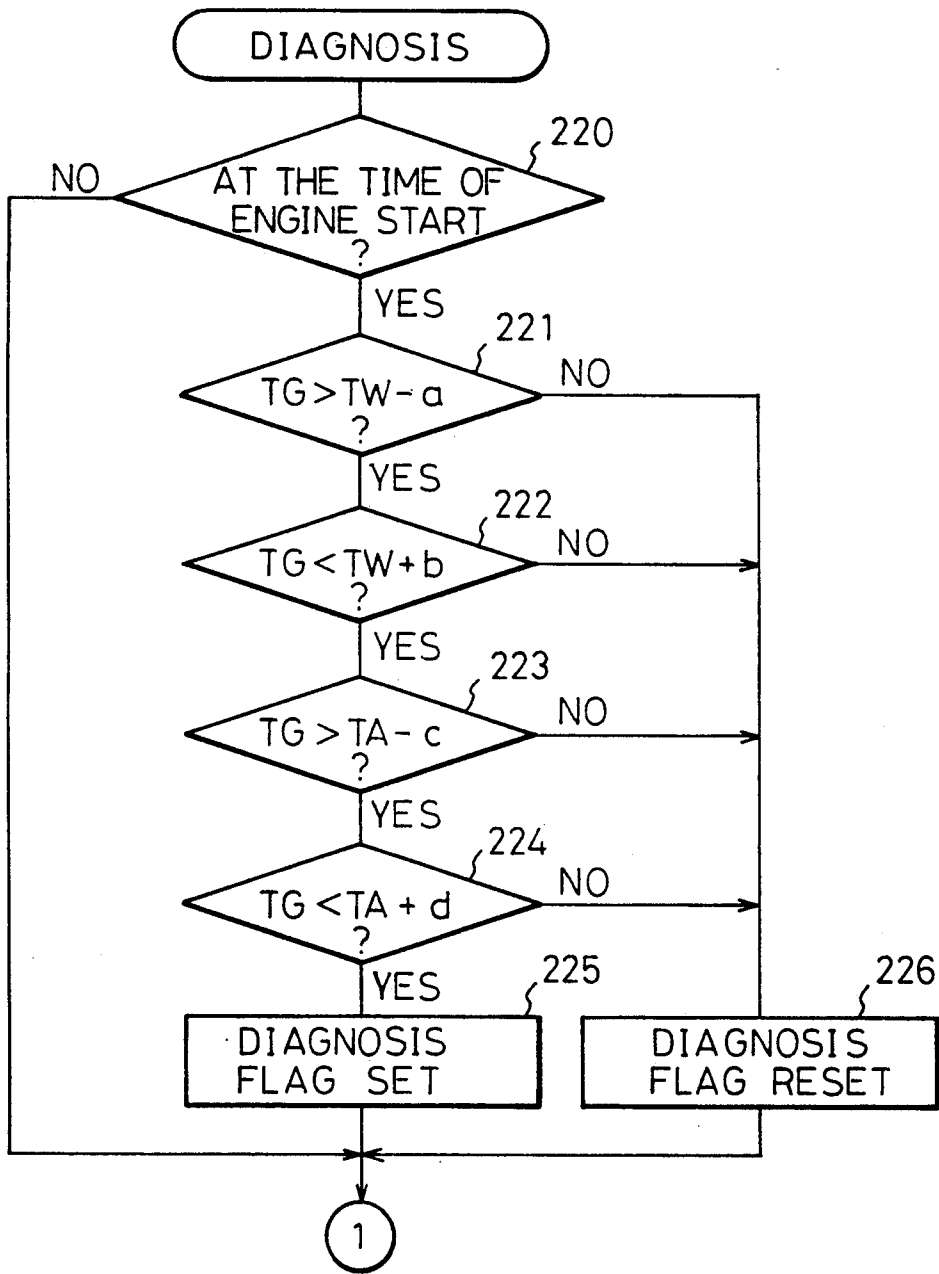 DIAGNOSIS
220
NO
AT THE TIME OF
ENGINE START
?
YES
221
NO
TG>TW-a
?
YES
222
NO
TG<TW+b
?
YES
223
NO
TG>TA-c
?
YES
224
NO
TG<TA+d
?
YES
225
226
DIAGNOSIS
FLAG SET
DIAGNOSIS
FLAG RESET
1